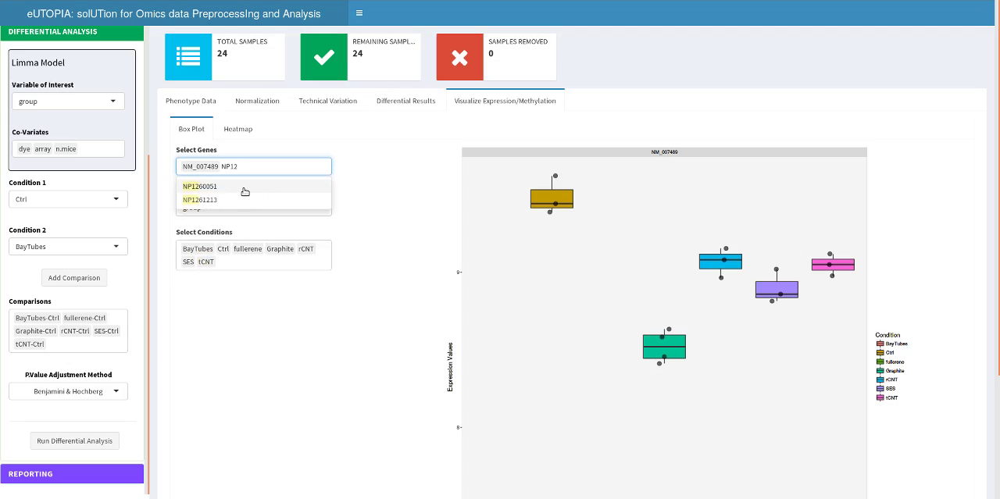 eUTOPIA: solUTion for Omics data PreprocessIng and Analysis
DIFFERENTIAL ANALYSIS
Limma Model
Variable of Interest
group
Co-Variates
dye array n.mice
Condition 1
Ctrl
Condition 2
BayTubes
Add Comparison
Comparisons
BayTubes-Ctrl fullerene-Ctrl
Graphite-Ctrl rCNT-Ctrl SES-Ctrl
tCNT-Ctrl
P.Value Adjustment Method
Benjamini & Hochberg
Run Differential Analysis
REPORTING
TOTAL SAMPLES
24
REMAINING SAMPL...
24
SAMPLES REMOVED
0
Phenotype Data Normalization Technical Variation Differential Results Visualize Expression/Methylation
Box Plot Heatmap
Select Genes
NM_007489 NP12
NP1260051
NP1261213
group
Select Conditions
BayTubes Ctrl fullerene Graphite rCNT
SES tCNT
NM_007489
Expression Values
9
8
Condition
BayTubes
Ctrl
fullerene
Graphite
rCNT
SES
tCNT